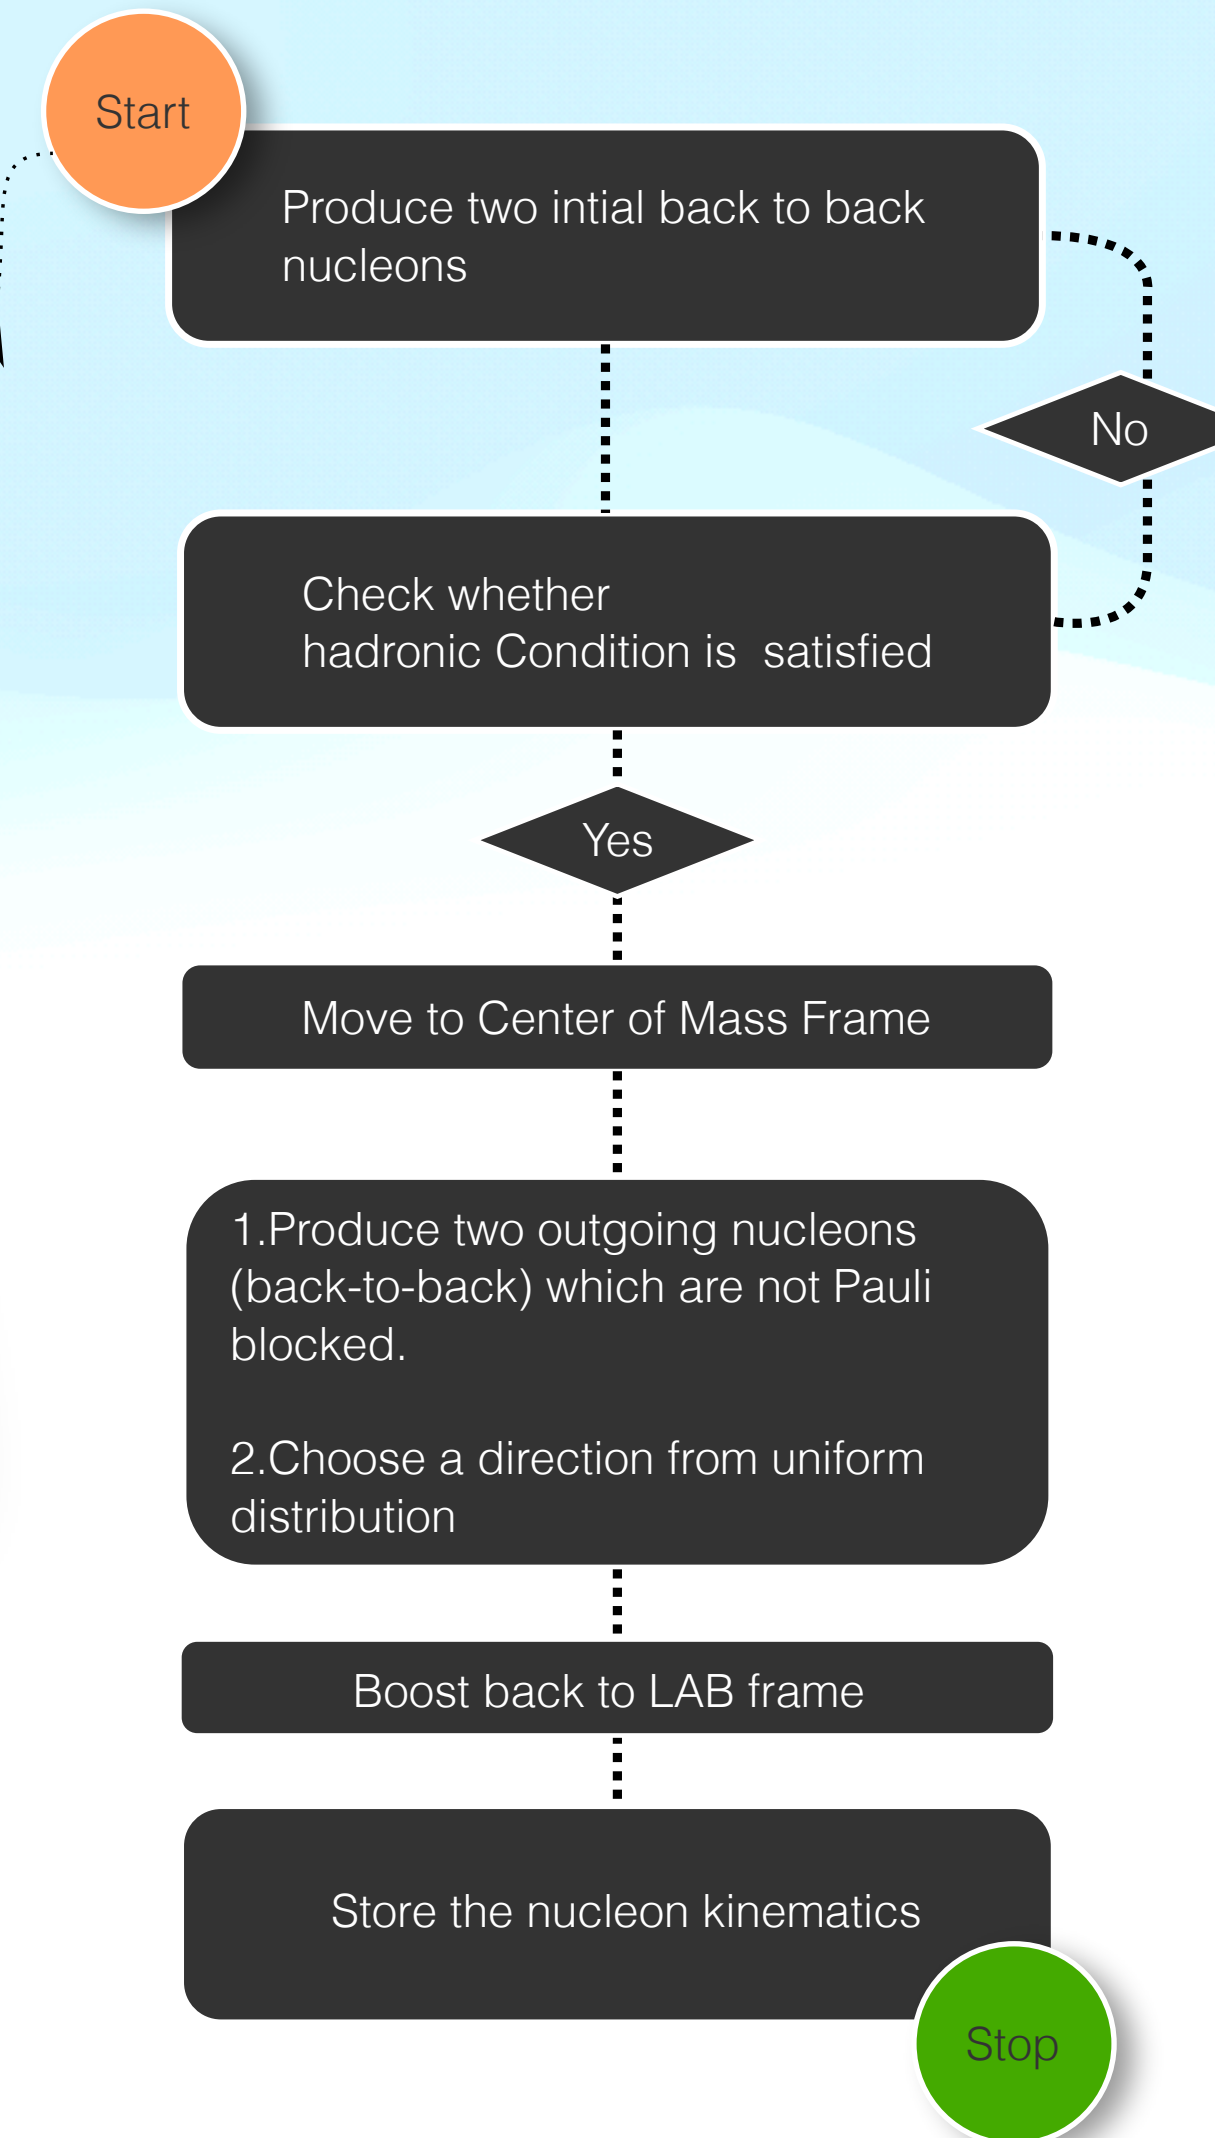 Start
Produce two intial back to back
nucleons
No
Check whether
hadronic Condition is  satisfied
Yes
Move to Center of Mass Frame
1.Produce two outgoing nucleons
(back-to-back) which are not Pauli
blocked.
2.Choose a direction from uniform
distribution
Boost back to LAB frame
Store the nucleon kinematics
Stop